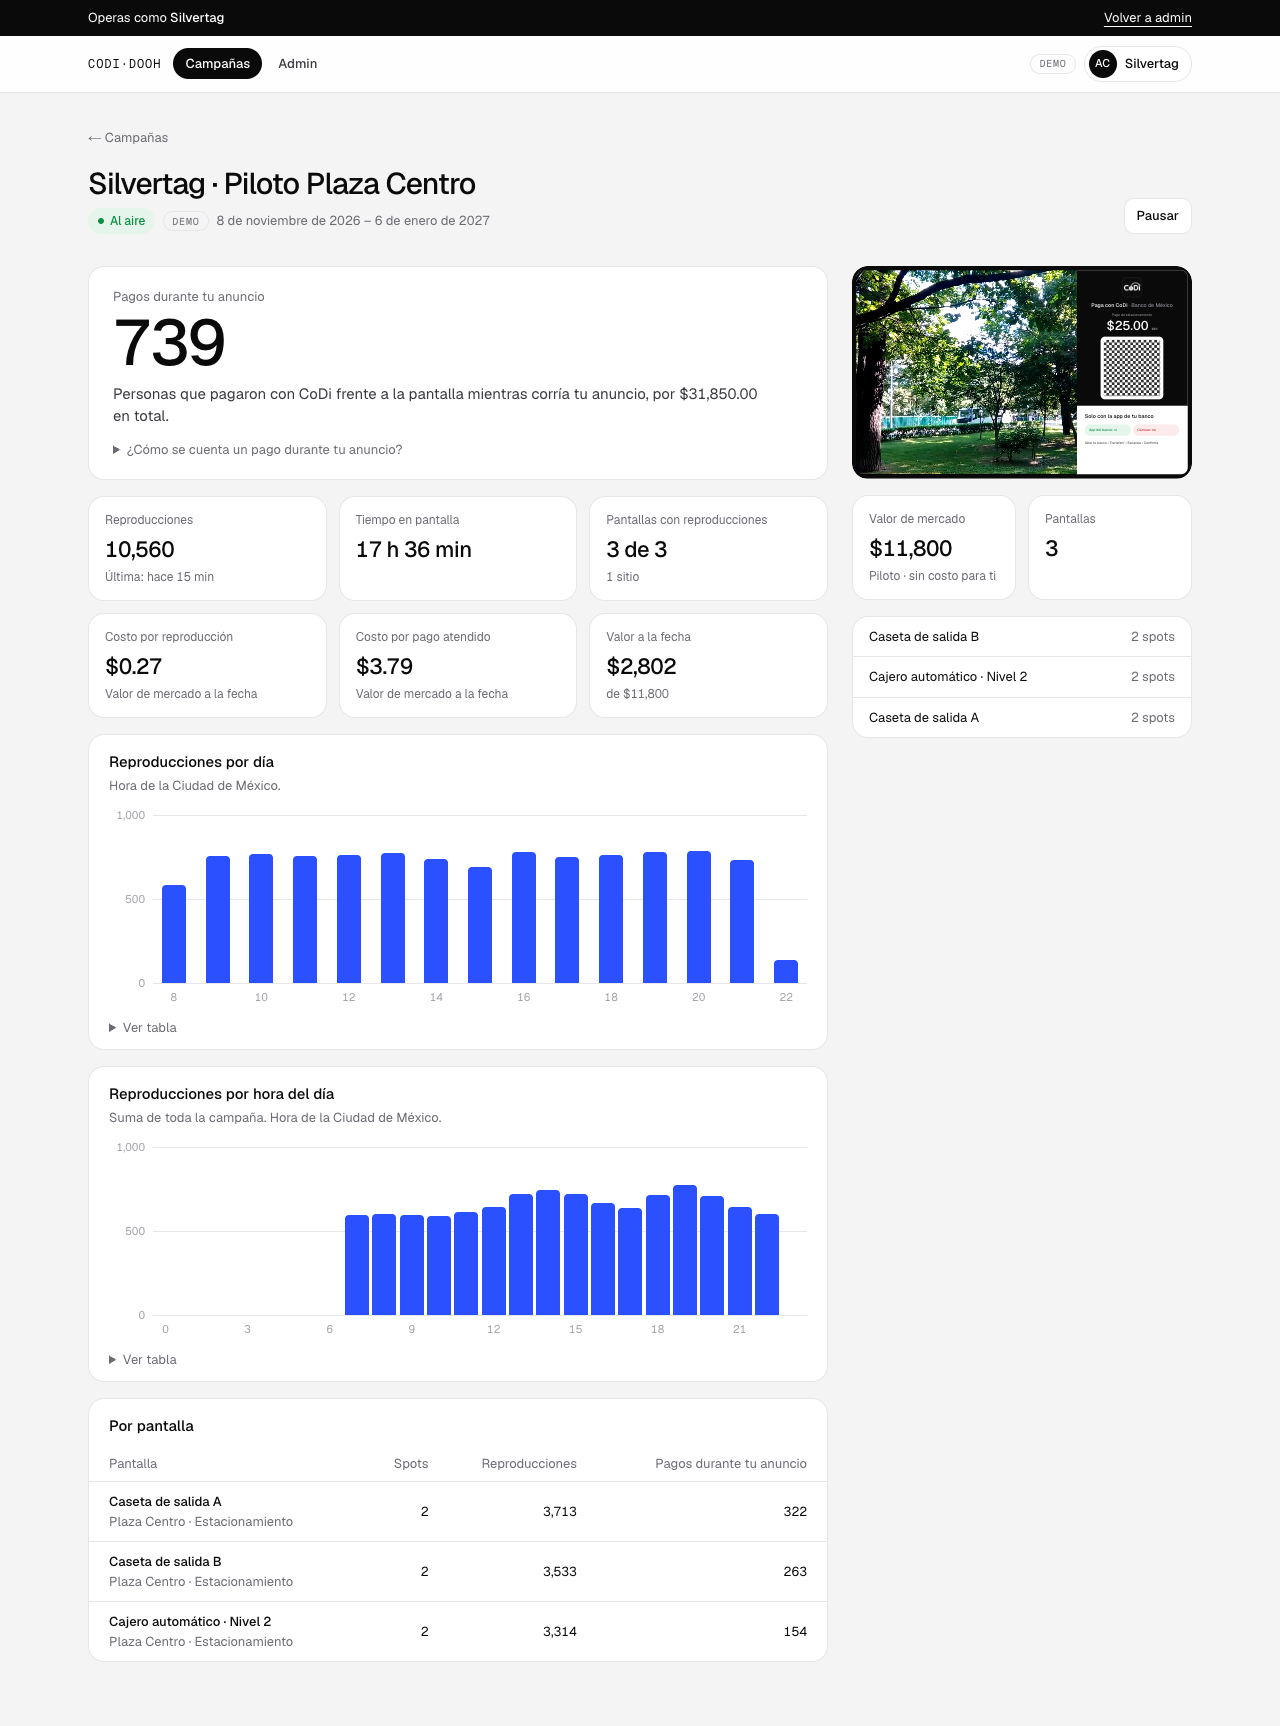 Operas como Silvertag
Volver a admin
CODI·DOOH
Campañas
Admin
DEMO
AC
Silvertag
← Campañas
Silvertag · Piloto Plaza Centro
Al aire
DEMO
8 de noviembre de 2026 – 6 de enero de 2027
Pausar
Pagos durante tu anuncio
739
Personas que pagaron con CoDi frente a la pantalla mientras corría tu anuncio, por $31,850.00
en total.
¿Cómo se cuenta un pago durante tu anuncio?
CoDi
Paga con CoDi · Banco de México
Pago de estacionamiento
$25.00
Solo con la app de tu banco
Reproducciones
10,560
Última: hace 15 min
Tiempo en pantalla
17 h 36 min
Pantallas con reproducciones
3 de 3
1 sitio
Valor de mercado
$11,800
Piloto · sin costo para ti
Pantallas
3
Costo por reproducción
$0.27
Valor de mercado a la fecha
Costo por pago atendido
$3.79
Valor de mercado a la fecha
Valor a la fecha
$2,802
de $11,800
Caseta de salida B 2 spots
Cajero automático · Nivel 2 2 spots
Caseta de salida A 2 spots
Reproducciones por día
Hora de la Ciudad de México.
1,000
500
0
8 10 12 14 16 18 20 22
Ver tabla
Reproducciones por hora del día
Suma de toda la campaña. Hora de la Ciudad de México.
1,000
500
0
0 3 6 9 12 15 18 21
Ver tabla
Por pantalla
Pantalla Spots Reproducciones Pagos durante tu anuncio
Caseta de salida A
Plaza Centro · Estacionamiento
2 3,713 322
Caseta de salida B
Plaza Centro · Estacionamiento
2 3,533 263
Cajero automático · Nivel 2
Plaza Centro · Estacionamiento
2 3,314 154